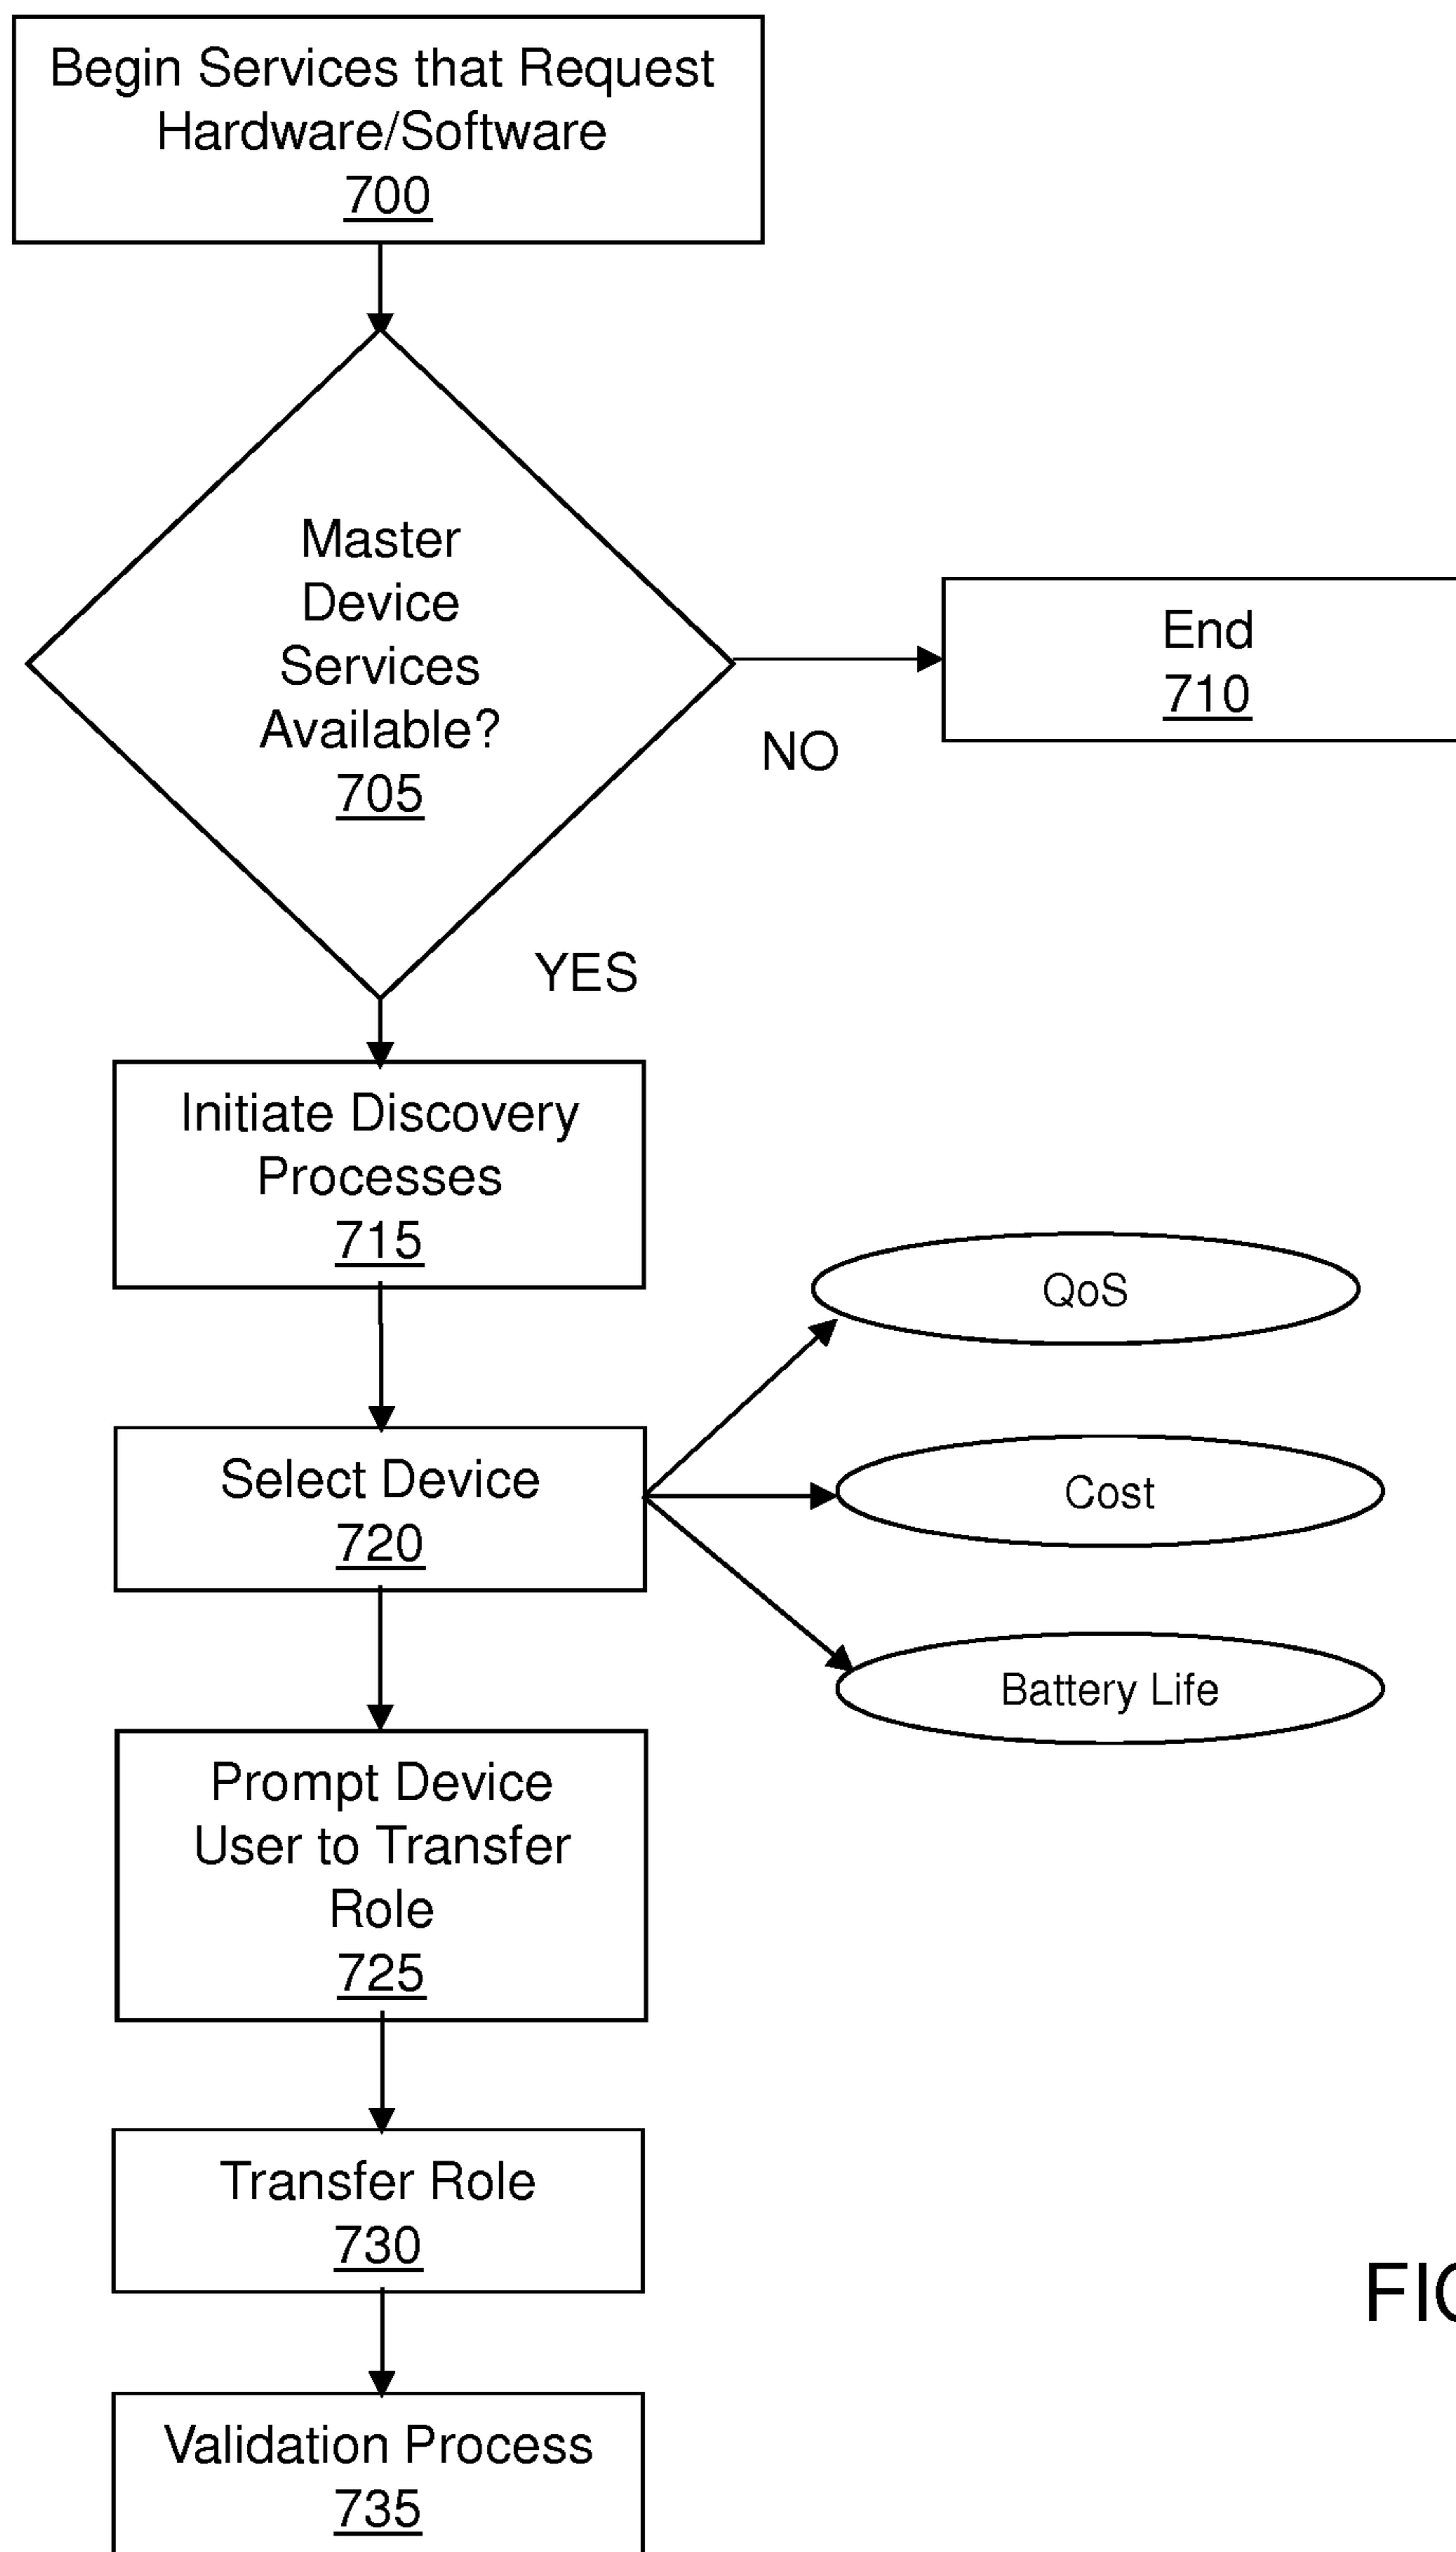 Begin Services that Request
Hardware/Software
700
Master
Device
Services
Available?
705
NO
End
710
YES
Initiate Discovery
Processes
715
Select Device
720
QoS
Cost
Battery Life
Prompt Device
User to Transfer
Role
725
Transfer Role
730
Validation Process
735